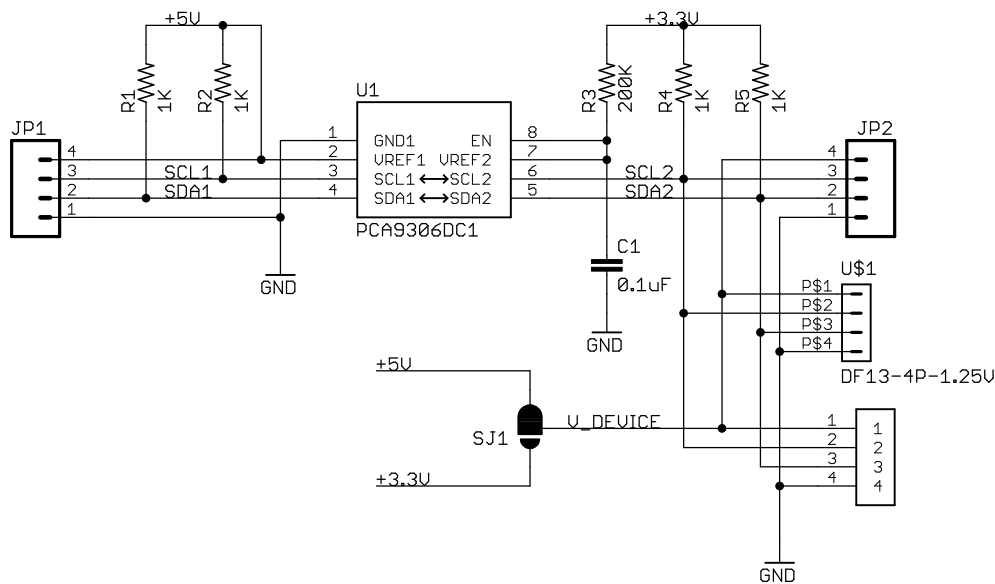 +5V
+3.3V
R1
1K
R2
1K
R3
200K
R4
1K
R5
1K
JP1
4
3
2
1
SCL1
SDA1
U1
1
2
3
4
GND1
VREF1
SCL1
SDA1
EN
VREF2
SCL2
SDA2
8
7
6
5
PCA9306DC1
SCL2
SDA2
JP2
4
3
2
1
GND
C1
0.1uF
GND
U$1
P$1
P$2
P$3
P$4
DF13-4P-1.25V
+5V
SJ1
V_DEVICE
+3.3V
1
2
3
4
1
2
3
4
GND